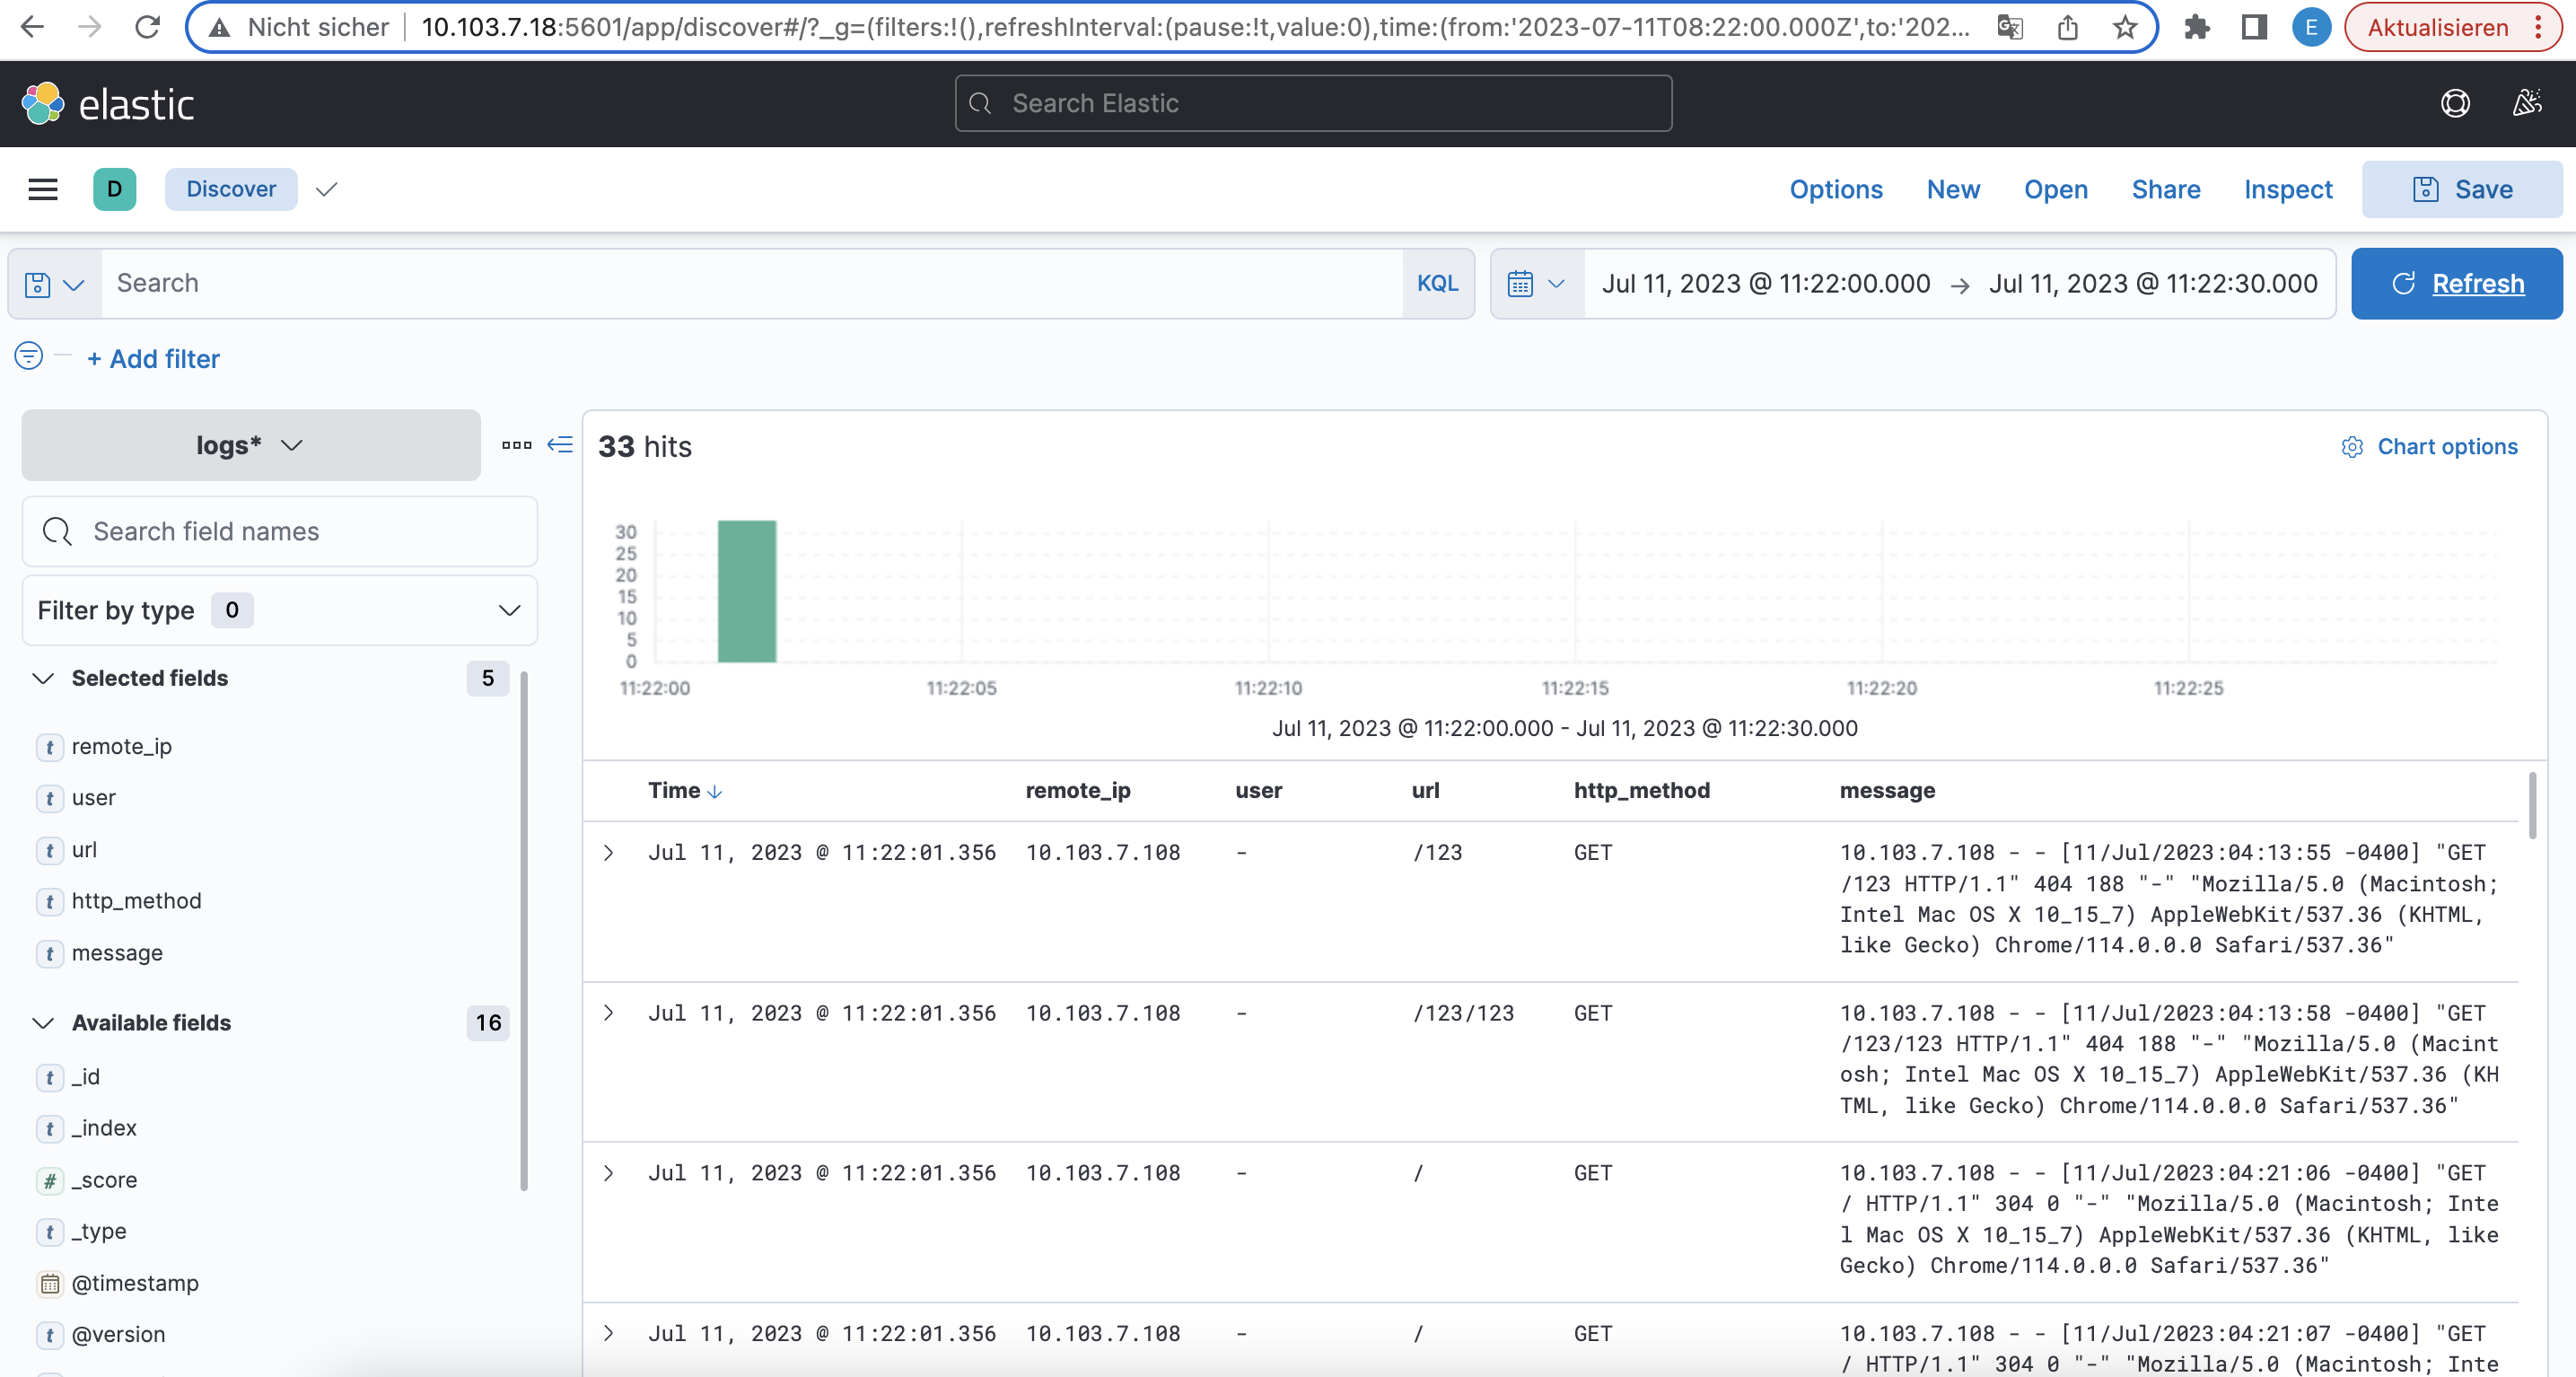 Nicht sicher 10.103.7.18:5601/app/discover#/?_g=(filters:!(),refreshInterval:(pause:!t,value:0),time:(from:'2023-07-11T08:22:00.000Z',to:'202... E Aktualisieren
elastic Search Elastic
D Discover Options New Open Share Inspect Save
Search KQL Jul 11, 2023 @ 11:22:00.000 → Jul 11, 2023 @ 11:22:30.000 Refresh
+ Add filter
logs*
33 hits Chart options
Search field names
Filter by type 0
30
25
20
15
10
5
0
11:22:00 11:22:05 11:22:10 11:22:15 11:22:20 11:22:25
Jul 11, 2023 @ 11:22:00.000 - Jul 11, 2023 @ 11:22:30.000
Selected fields 5
t remote_ip
t user
t url
t http_method
t message
Available fields 16
t _id
t _index
# _score
t _type
@timestamp
t @version
Time remote_ip user url http_method message
Jul 11, 2023 @ 11:22:01.356 10.103.7.108 - /123 GET 10.103.7.108 - - [11/Jul/2023:04:13:55 -0400] "GET
/123 HTTP/1.1" 404 188 "-" "Mozilla/5.0 (Macintosh;
Intel Mac OS X 10_15_7) AppleWebKit/537.36 (KHTML,
like Gecko) Chrome/114.0.0.0 Safari/537.36"
Jul 11, 2023 @ 11:22:01.356 10.103.7.108 - /123/123 GET 10.103.7.108 - - [11/Jul/2023:04:13:58 -0400] "GET
/123/123 HTTP/1.1" 404 188 "-" "Mozilla/5.0 (Macint
osh; Intel Mac OS X 10_15_7) AppleWebKit/537.36 (KH
TML, like Gecko) Chrome/114.0.0.0 Safari/537.36"
Jul 11, 2023 @ 11:22:01.356 10.103.7.108 - / GET 10.103.7.108 - - [11/Jul/2023:04:21:06 -0400] "GET
/ HTTP/1.1" 304 0 "-" "Mozilla/5.0 (Macintosh; Inte
l Mac OS X 10_15_7) AppleWebKit/537.36 (KHTML, like
Gecko) Chrome/114.0.0.0 Safari/537.36"
Jul 11, 2023 @ 11:22:01.356 10.103.7.108 - / GET 10.103.7.108 - - [11/Jul/2023:04:21:07 -0400] "GET
/ HTTP/1.1" 304 0 "-" "Mozilla/5.0 (Macintosh; Inte